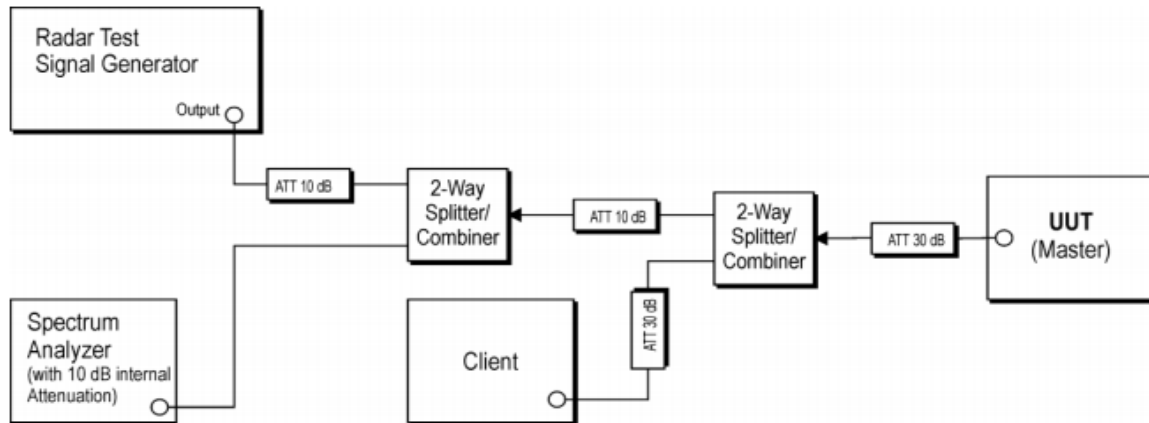 Radar Test
Signal Generator
Output
ATT 10 dB
2-Way
Splitter/
Combiner
ATT 10 dB
2-Way
Splitter/
Combiner
ATT 30 dB
UUT
(Master)
Spectrum
Analyzer
(with 10 dB internal
Attenuation)
Client
ATT 30 dB